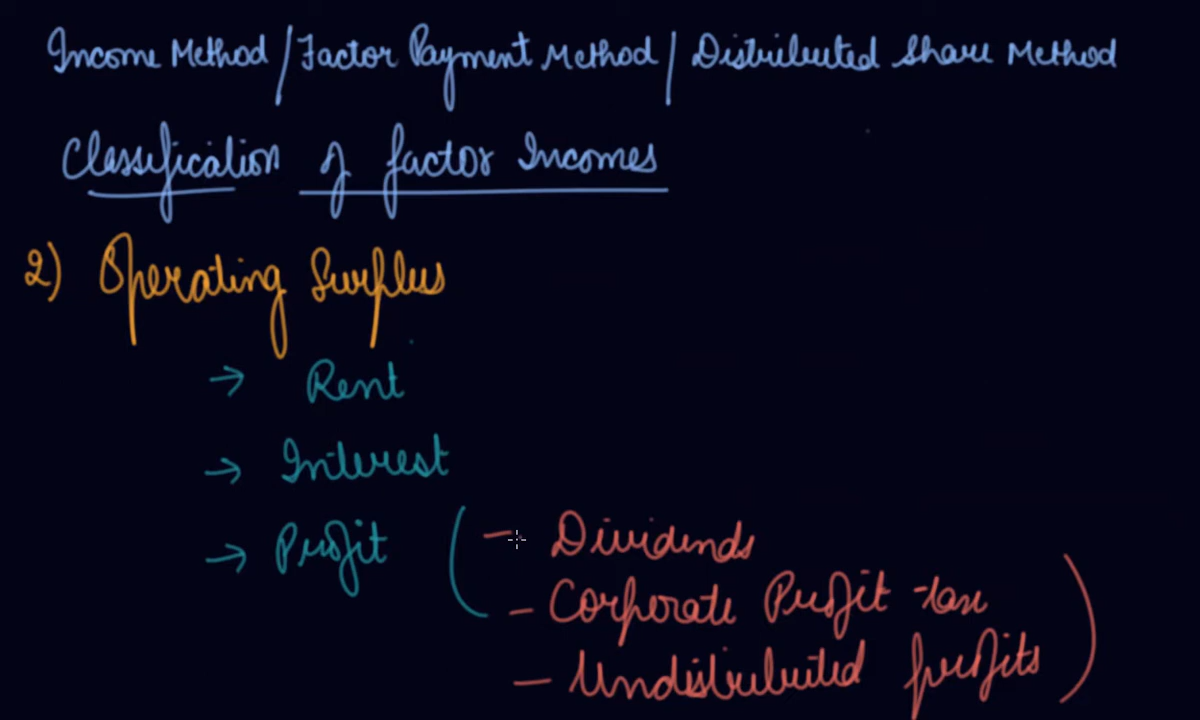 Income Method / Factor Payment Method / Distributed Share Method
Classification of factor Incomes
2) Operating Surplus
→ Rent
→ Interest
→ Profit ( - Dividends
- Corporate Profit tax
- Undistributed profits )